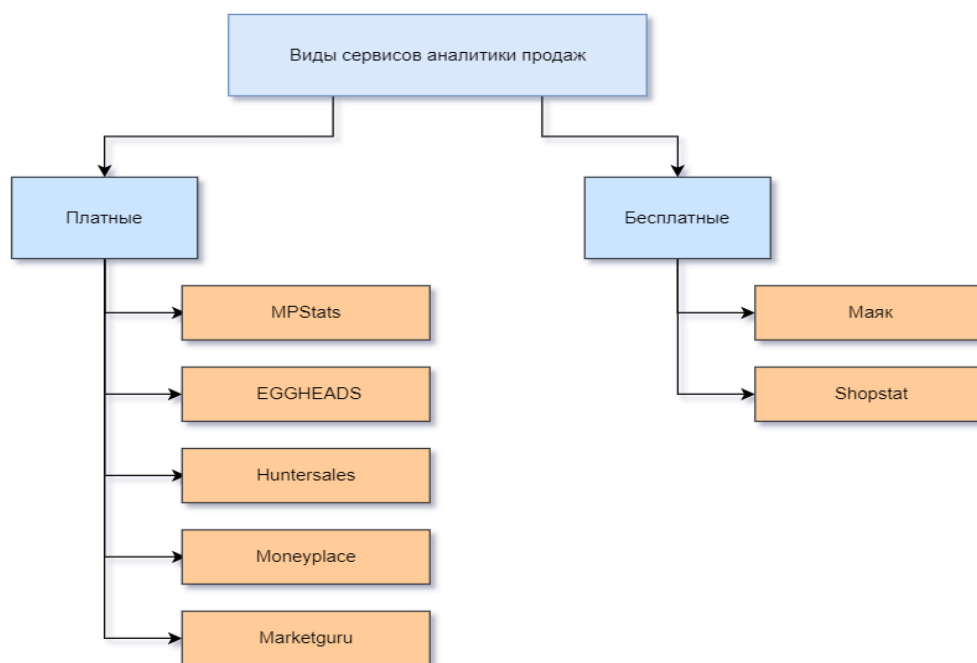 Виды сервисов аналитики продаж
Платные
Бесплатные
MPStats
Маяк
EGGHEADS
Shopstat
Huntersales
Moneyplace
Marketguru